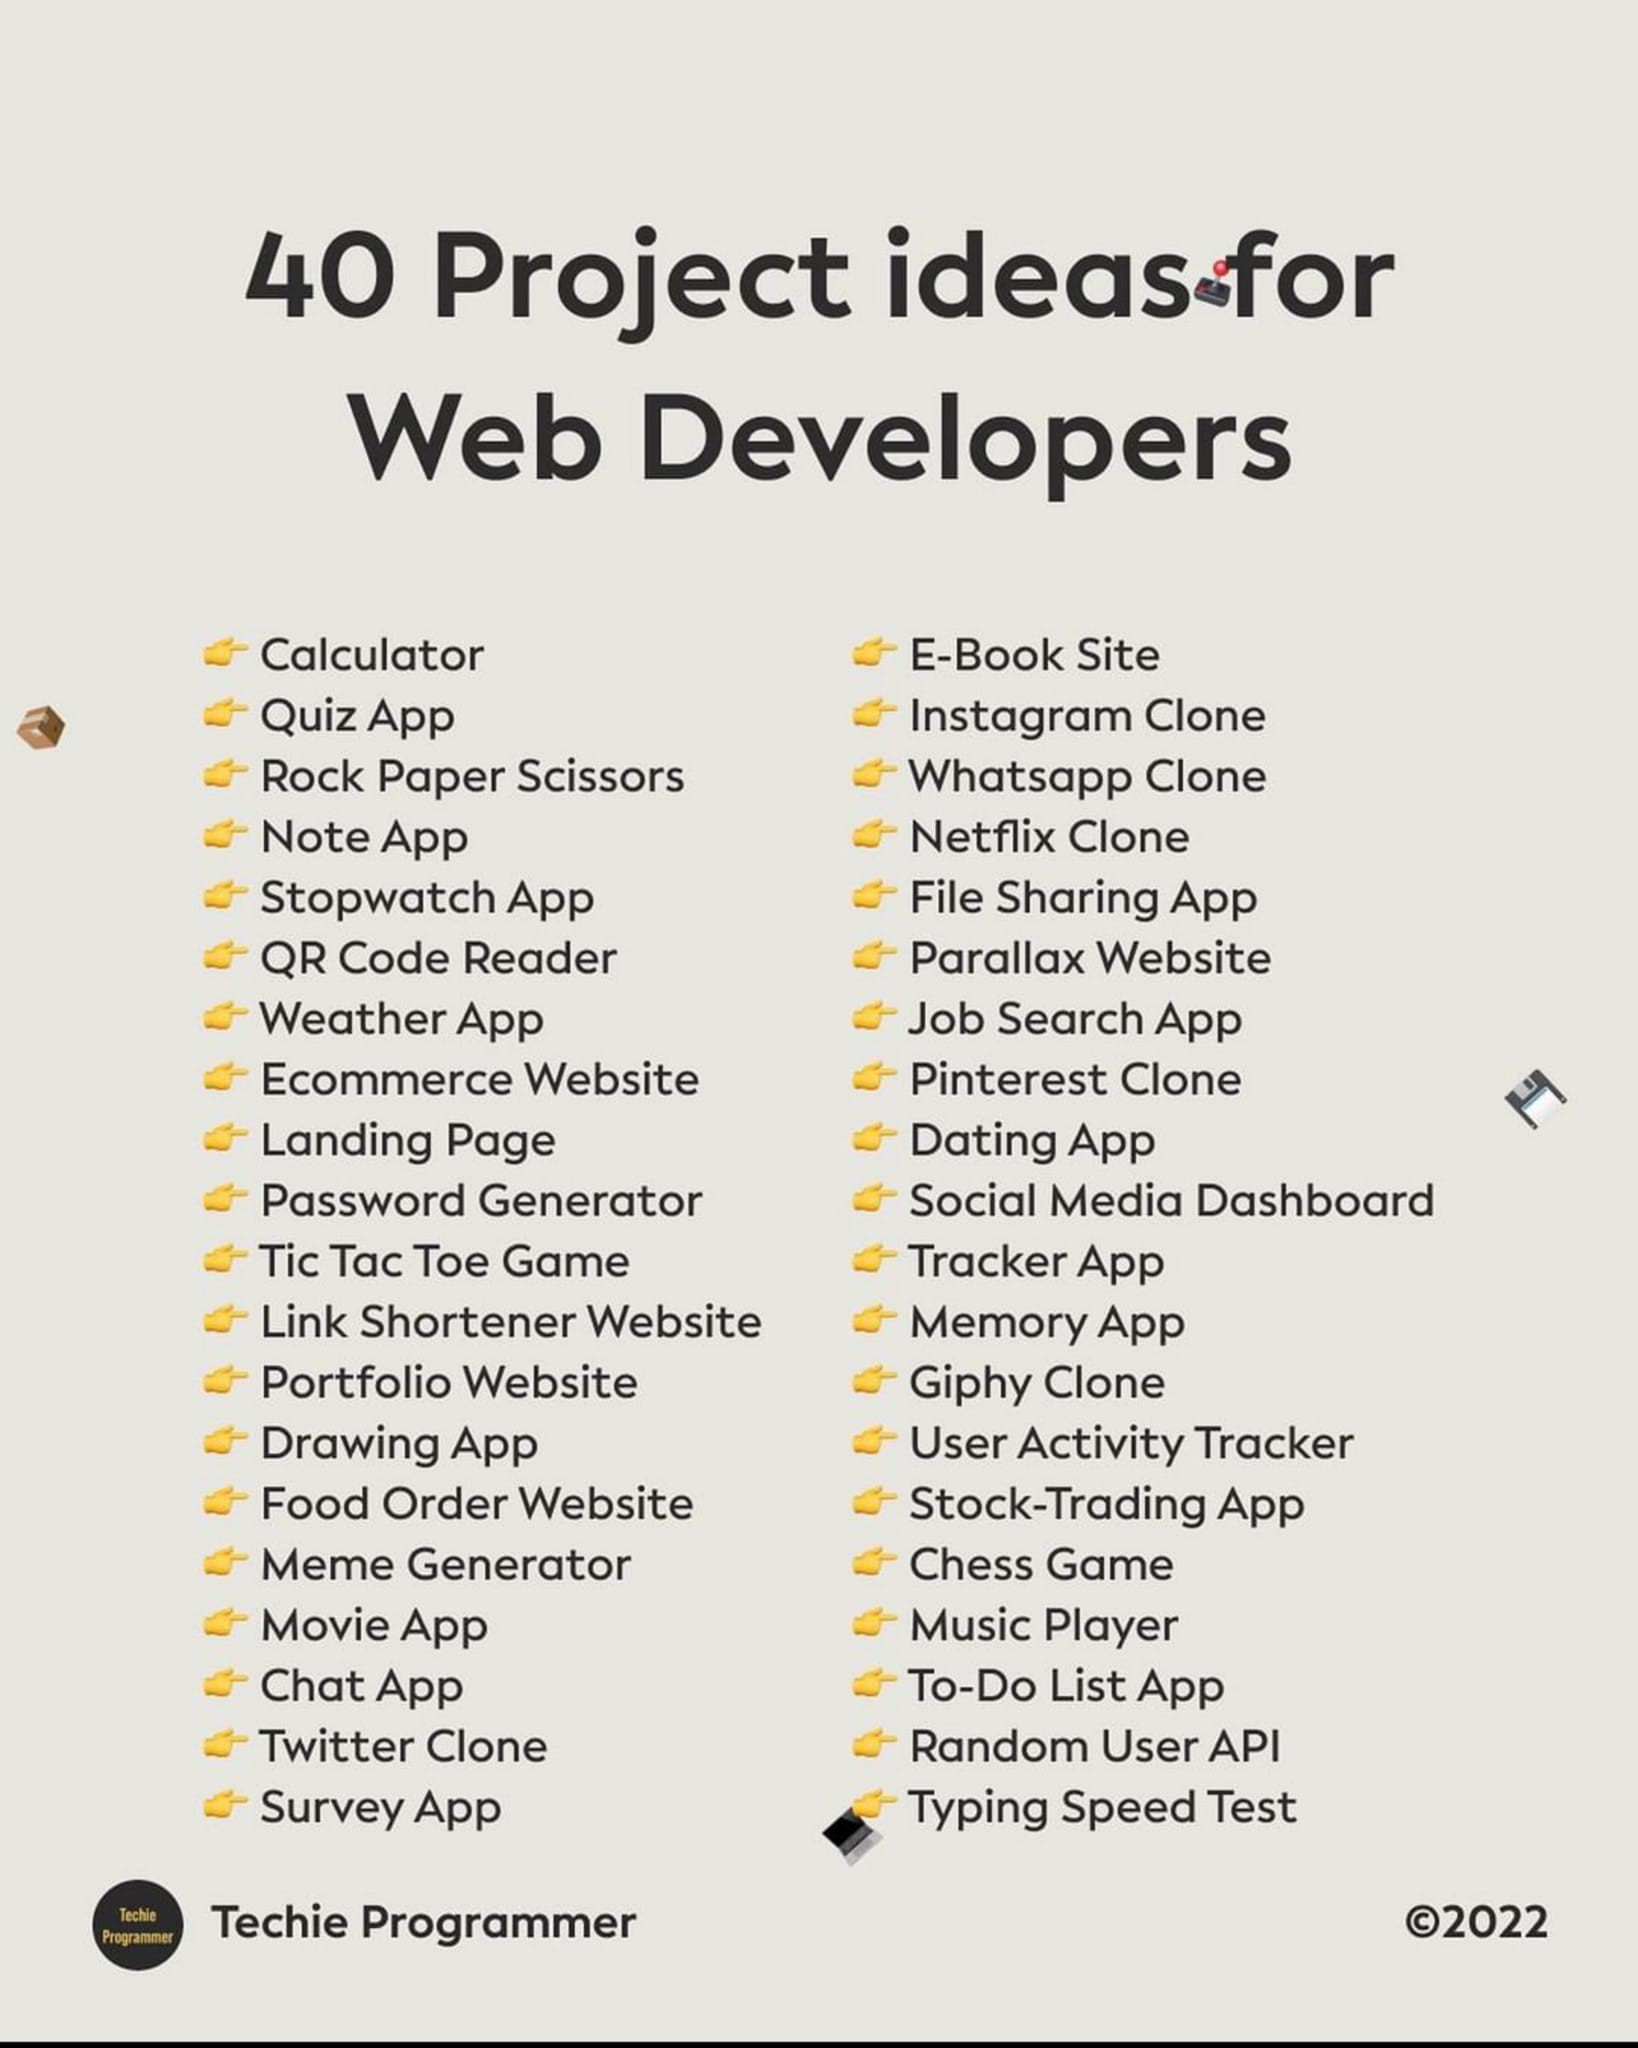 40 Project ideas for
Web Developers
👉 Calculator
👉 Quiz App
👉 Rock Paper Scissors
👉 Note App
👉 Stopwatch App
👉 QR Code Reader
👉 Weather App
👉 Ecommerce Website
👉 Landing Page
👉 Password Generator
👉 Tic Tac Toe Game
👉 Link Shortener Website
👉 Portfolio Website
👉 Drawing App
👉 Food Order Website
👉 Meme Generator
👉 Movie App
👉 Chat App
👉 Twitter Clone
👉 Survey App
👉 E-Book Site
👉 Instagram Clone
👉 Whatsapp Clone
👉 Netflix Clone
👉 File Sharing App
👉 Parallax Website
👉 Job Search App
👉 Pinterest Clone
👉 Dating App
👉 Social Media Dashboard
👉 Tracker App
👉 Memory App
👉 Giphy Clone
👉 User Activity Tracker
👉 Stock-Trading App
👉 Chess Game
👉 Music Player
👉 To-Do List App
👉 Random User API
👉 Typing Speed Test
Techie
Programmer
Techie Programmer
©2022